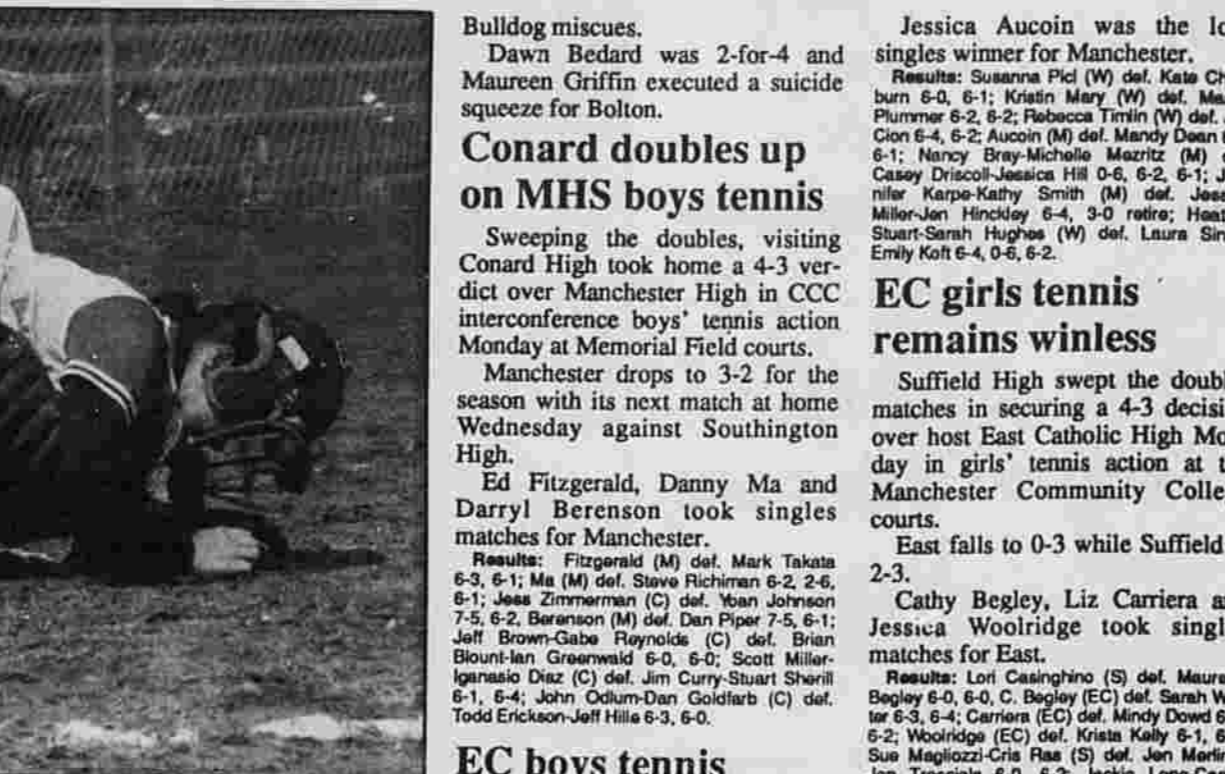 Bulldog miscues.
Dawn Bedard was 2-for-4 and
Maureen Griffin executed a suicide
squeeze for Bolton.
Conard doubles up
on MHS boys tennis
Sweeping the doubles, visiting
Conard High took home a 4-3 ver-
dict over Manchester High in CCC
interconference boys' tennis action
Monday at Memorial Field courts.
Manchester drops to 3-2 for the
season with its next match at home
Wednesday against Southington
High.
Ed Fitzgerald, Danny Ma and
Darryl Berenson took singles
matches for Manchester.
Results: Fitzgerald (M) def. Mark Takata
6-3, 6-1; Ma (M) def. Steve Richiman 6-2, 2-6,
6-1; Jess Zimmerman (C) def. Yoan Johnson
7-5, 6-2, Berenson (M) def. Dan Piper 7-5, 6-1;
Jeff Brown-Gabe Reynolds (C) def. Brian
Blount-Ian Greenwald 6-0, 6-0; Scott Miller-
Iganasio Diaz (C) def. Jim Curry-Stuart Sherill
6-1, 6-4; John Odlum-Dan Goldfarb (C) def.
Todd Erickson-Jeff Hills 6-3, 6-0.
EC boys tennis
Jessica Aucoin was the
singles winner for Manchester.
Results: Susanna Picl (W) def. Kate
burn 6-0, 6-1; Kristin Mary (W) def.
Plummer 6-2, 6-2; Rebecca Timlin (W) def.
Cion 6-4, 6-2; Aucoin (M) def. Mandy Dean
6-1; Nancy Bray-Michelle Mezritz (M)
Casey Driscoll-Jessica Hill 0-6, 6-2, 6-1;
nifer Karpe-Kathy Smith (M) def.
Miller-Jen Hinckley 6-4, 3-0 retire;
Stuart-Sarah Hughes (W) def. Laura
Emily Koft 6-4, 0-6, 6-2.
EC girls tennis
remains winless
Suffield High swept the
matches in securing a 4-3
over host East Catholic High
day in girls' tennis action at
Manchester Community
courts.
East falls to 0-3 while Suffield
2-3.
Cathy Begley, Liz Carriera
Jessica Woolridge took
matches for East.
Results: Lori Casinghino (S) def.
Begley 6-0, 6-0, C. Begley (EC) def. Sarah
ter 6-3, 6-4; Carriera (EC) def. Mindy Dowd
6-2; Woolridge (EC) def. Krista Kelly 6-1,
Sue Magliozzi-Cris Raa (S) def. Jen